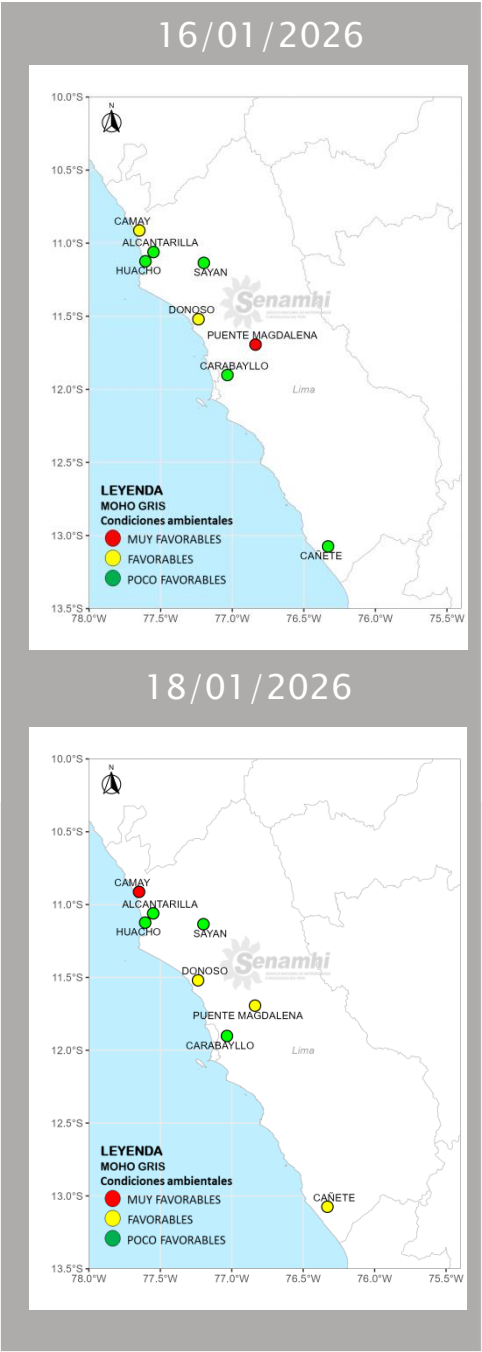 16/01/2026
N
10.0°S
10.5°S
CAMAY
11.0°S
ALCANTARILLA
HUACHO
SAYAN
Senamhi
11.5°S
DONOSO
PUENTE MAGDALENA
CARABAYLLO
12.0°S
Lima
12.5°S
LEYENDA
MOHO GRIS
Condiciones ambientales
13.0°S
MUY FAVORABLES
CAÑETE
FAVORABLES
POCO FAVORABLES
13.5°S
78.0°W 77.5°W 77.0°W 76.5°W 76.0°W 75.5°W
18/01/2026
N
10.0°S
10.5°S
CAMAY
11.0°S
ALCANTARILLA
HUACHO
SAYAN
Senamhi
11.5°S
DONOSO
PUENTE MAGDALENA
CARABAYLLO
12.0°S
Lima
12.5°S
LEYENDA
MOHO GRIS
Condiciones ambientales
13.0°S
CAÑETE
MUY FAVORABLES
FAVORABLES
POCO FAVORABLES
13.5°S
78.0°W 77.5°W 77.0°W 76.5°W 76.0°W 75.5°W